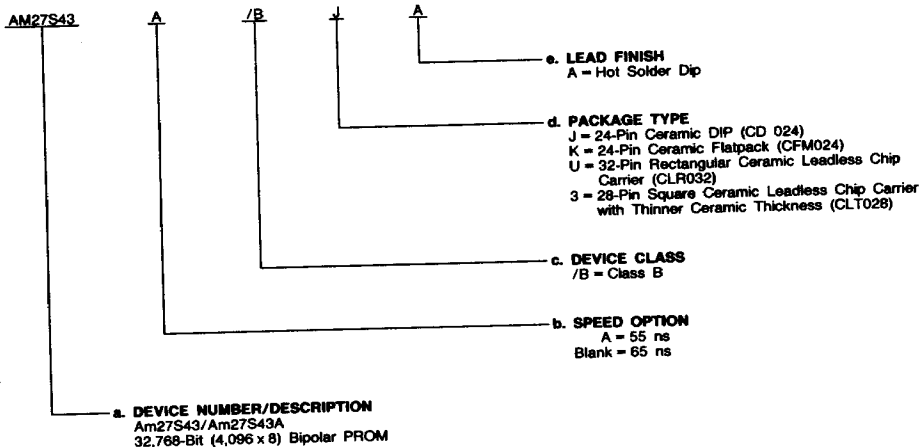 AM27S43 A /B J A
e. LEAD FINISH
A = Hot Solder Dip
d. PACKAGE TYPE
J = 24-Pin Ceramic DIP (CD 024)
K = 24-Pin Ceramic Flatpack (CFM024)
U = 32-Pin Rectangular Ceramic Leadless Chip
Carrier (CLR032)
3 = 28-Pin Square Ceramic Leadless Chip Carrier
with Thinner Ceramic Thickness (CLT028)
c. DEVICE CLASS
/B = Class B
b. SPEED OPTION
A = 55 ns
Blank = 65 ns
a. DEVICE NUMBER/DESCRIPTION
Am27S43/Am27S43A
32,768-Bit (4,096 x 8) Bipolar PROM